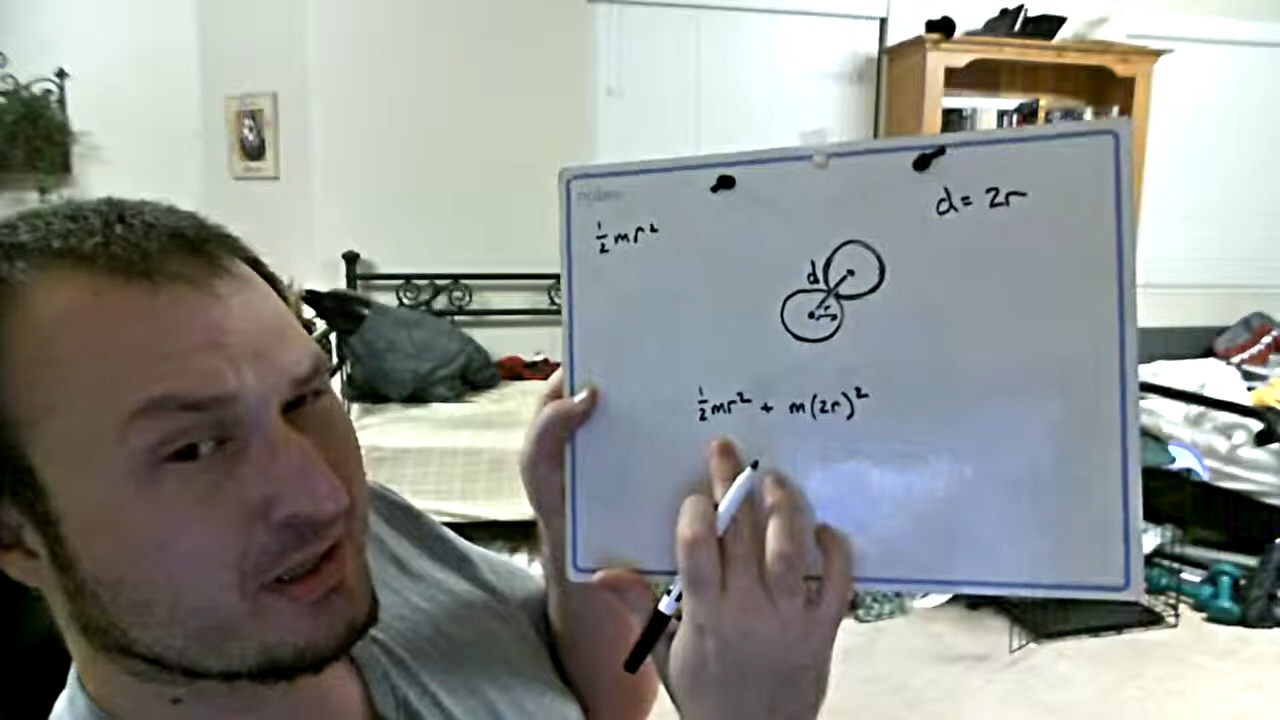 d = 2r
½mr²
d
r
½mr² + m(2r)²